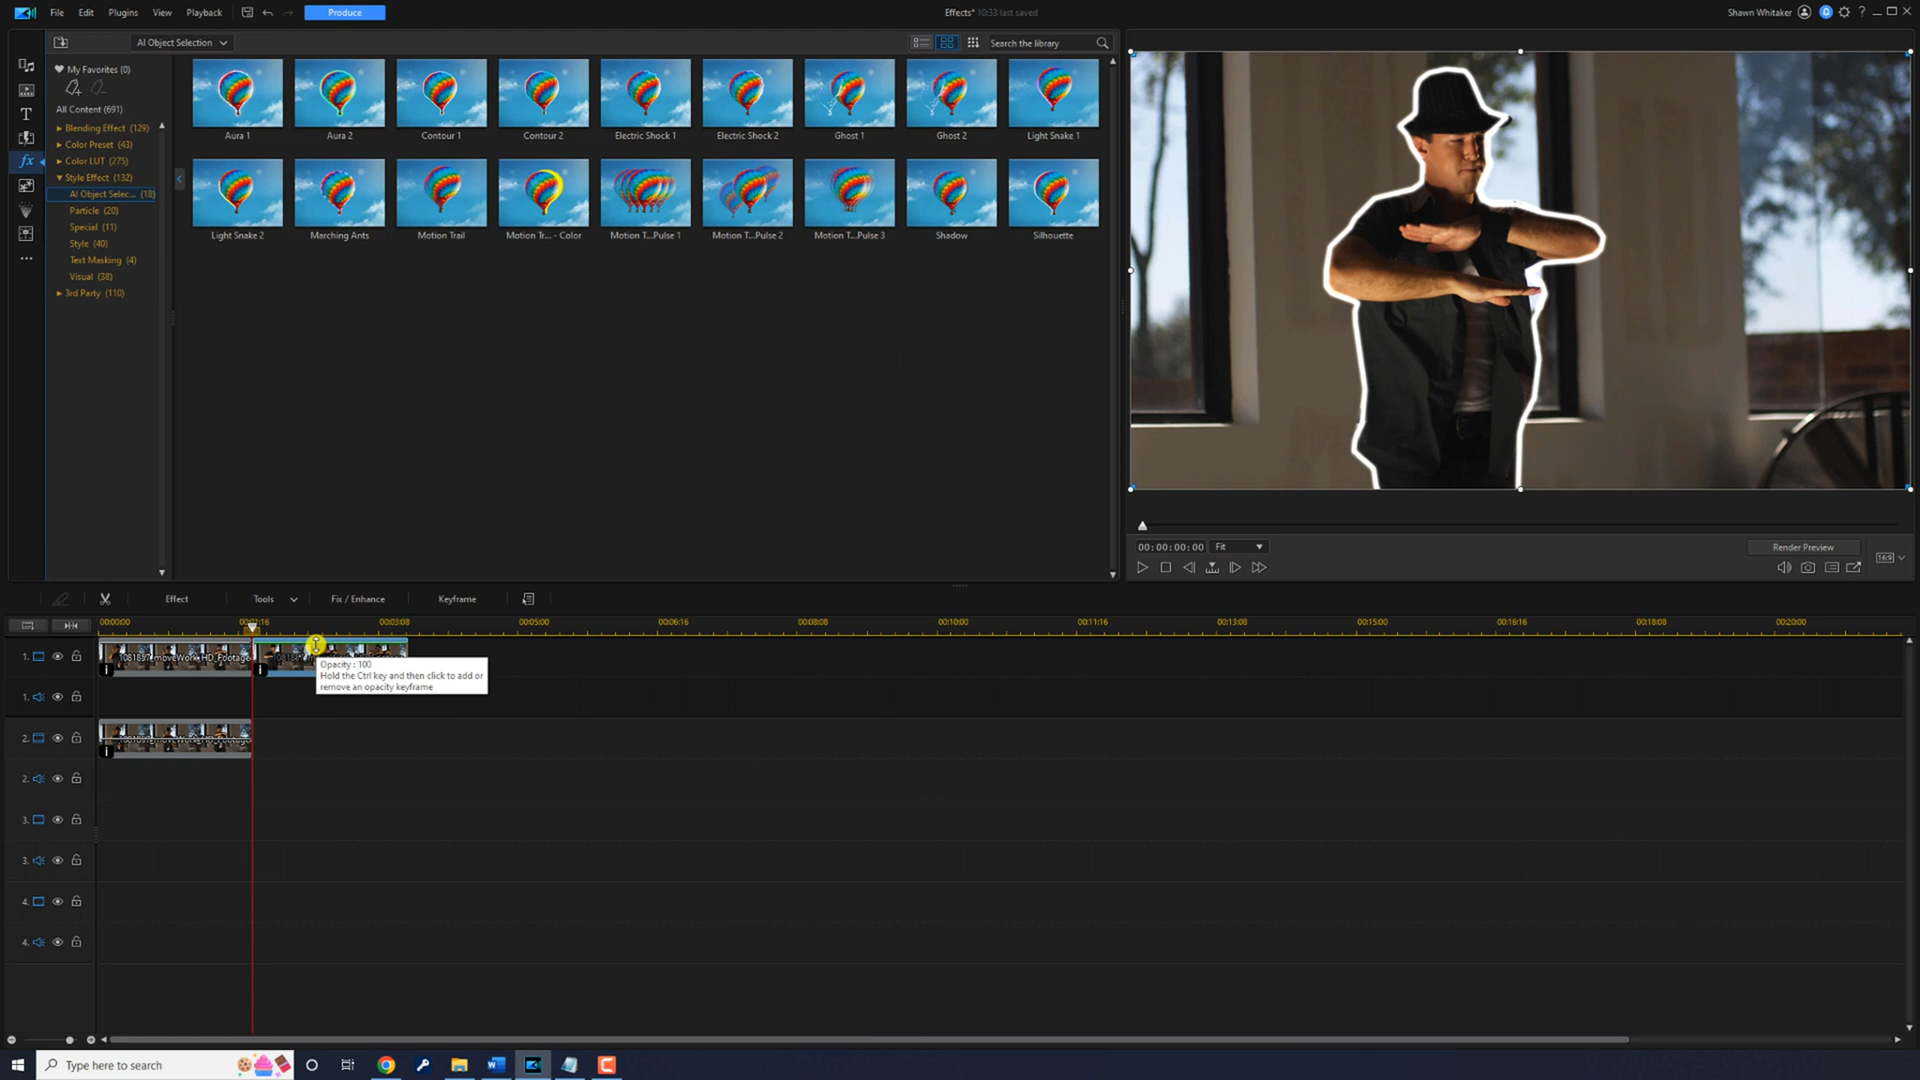 File Edit Plugins View Playback Produce Effects* 10:33 last saved Shawn Whitaker ?
AI Object Selection Search the library
My Favorites (0)
All Content (691)
Blending Effect (129)
Color Preset (43)
Color LUT (275)
Style Effect (132)
AI Object Selec... (18)
Particle (20)
Special (11)
Style (40)
Text Masking (4)
Visual (38)
3rd Party (110)
T
fx
Aura 1 Aura 2 Contour 1 Contour 2 Electric Shock 1 Electric Shock 2 Ghost 1 Ghost 2 Light Snake 1
Light Snake 2 Marching Ants Motion Trail Motion Tr... - Color Motion T...Pulse 1 Motion T...Pulse 2 Motion T...Pulse 3 Shadow Silhouette
00:00:00:00 Fit Render Preview
16:9
Effect Tools Fix / Enhance Keyframe
00:00:00 00:03:08 00:05:00 00:06:16 00:08:08 00:10:00 00:11:16 00:13:08 00:15:00 00:16:16 00:18:08 00:20:00
1.
Opacity : 100
Hold the Ctrl key and then click to add or
remove an opacity keyframe
1.
2.
2.
3.
3.
4.
4.
Type here to search